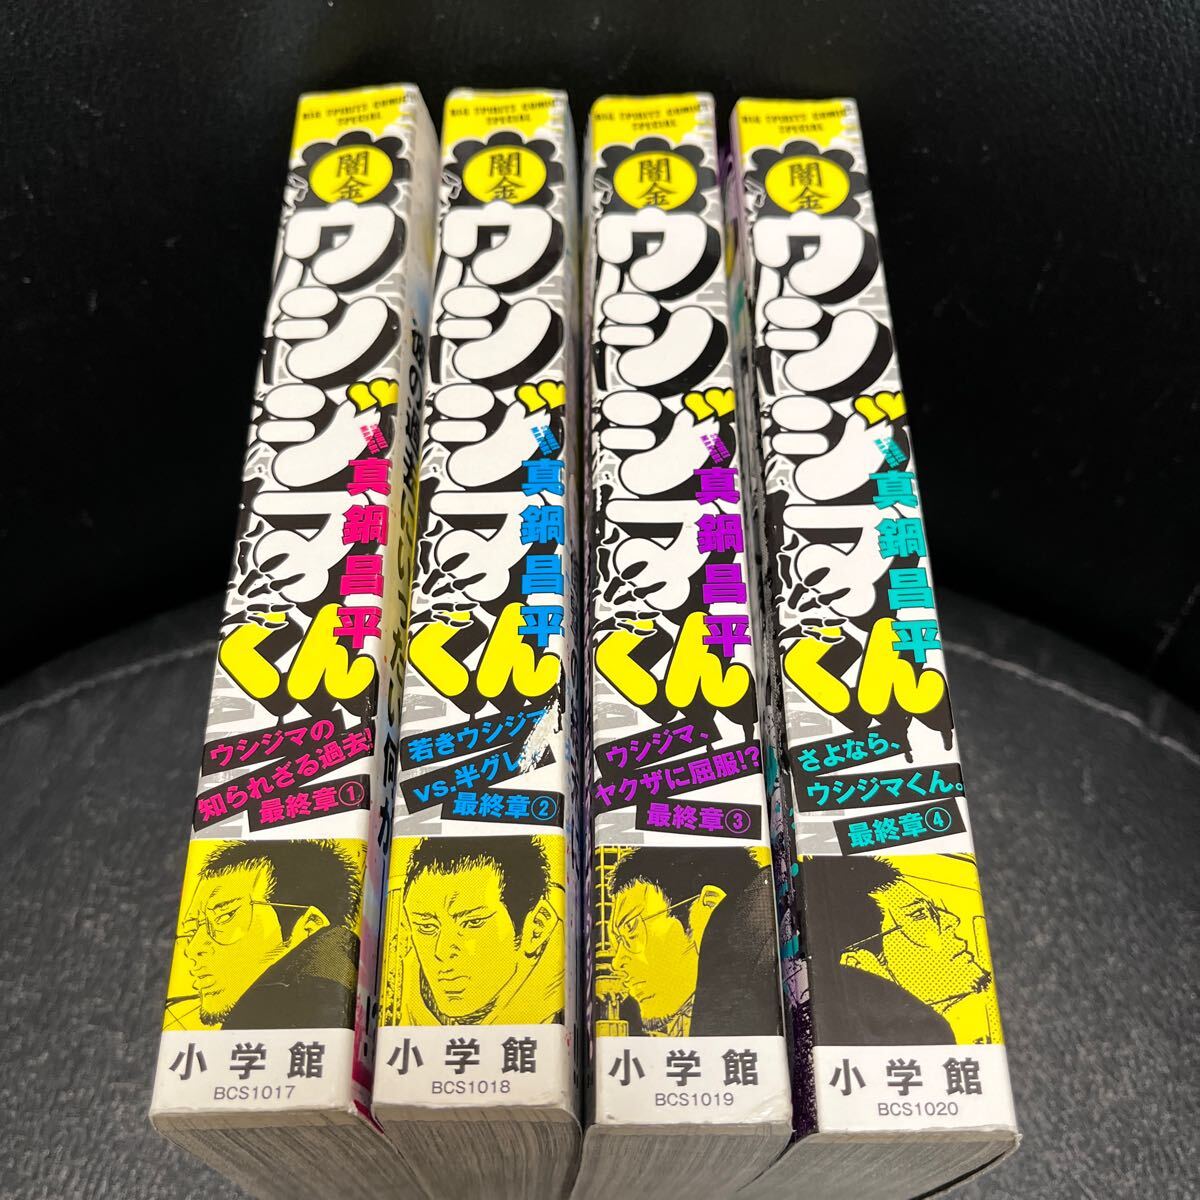 BIG SPIRITS COMICS
SPECIAL
闇金
ウシジマ
くん
真鍋昌平
ウシジマの
知られざる過去!
最終章①
小学館
BCS1017
BIG SPIRITS COMICS
SPECIAL
闇金
ウシジマ
くん
真鍋昌平
若きウシジマ
vs.半グレ
最終章②
小学館
BCS1018
BIG SPIRITS COMICS
SPECIAL
闇金
ウシジマ
くん
真鍋昌平
ウシジマ、
ヤクザに屈服!?
最終章③
小学館
BCS1019
BIG SPIRITS COMICS
SPECIAL
闇金
ウシジマ
くん
真鍋昌平
さよなら、
ウシジマくん。
最終章④
小学館
BCS1020